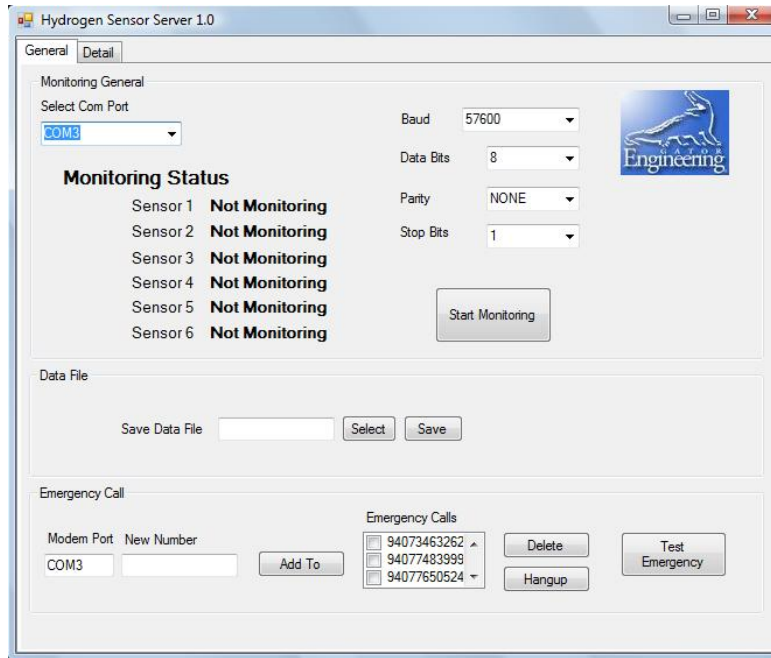 Hydrogen Sensor Server 1.0
General Detail
Monitoring General
Select Com Port
COM3
Baud 57600
Data Bits 8
Parity NONE
Stop Bits 1
GATOR
Engineering
Monitoring Status
Sensor 1 Not Monitoring
Sensor 2 Not Monitoring
Sensor 3 Not Monitoring
Sensor 4 Not Monitoring
Sensor 5 Not Monitoring
Sensor 6 Not Monitoring
Start Monitoring
Data File
Save Data File Select Save
Emergency Call
Modem Port New Number
COM3 Add To
Emergency Calls
94073463262
94077483999
94077650524
Delete
Hangup
Test
Emergency